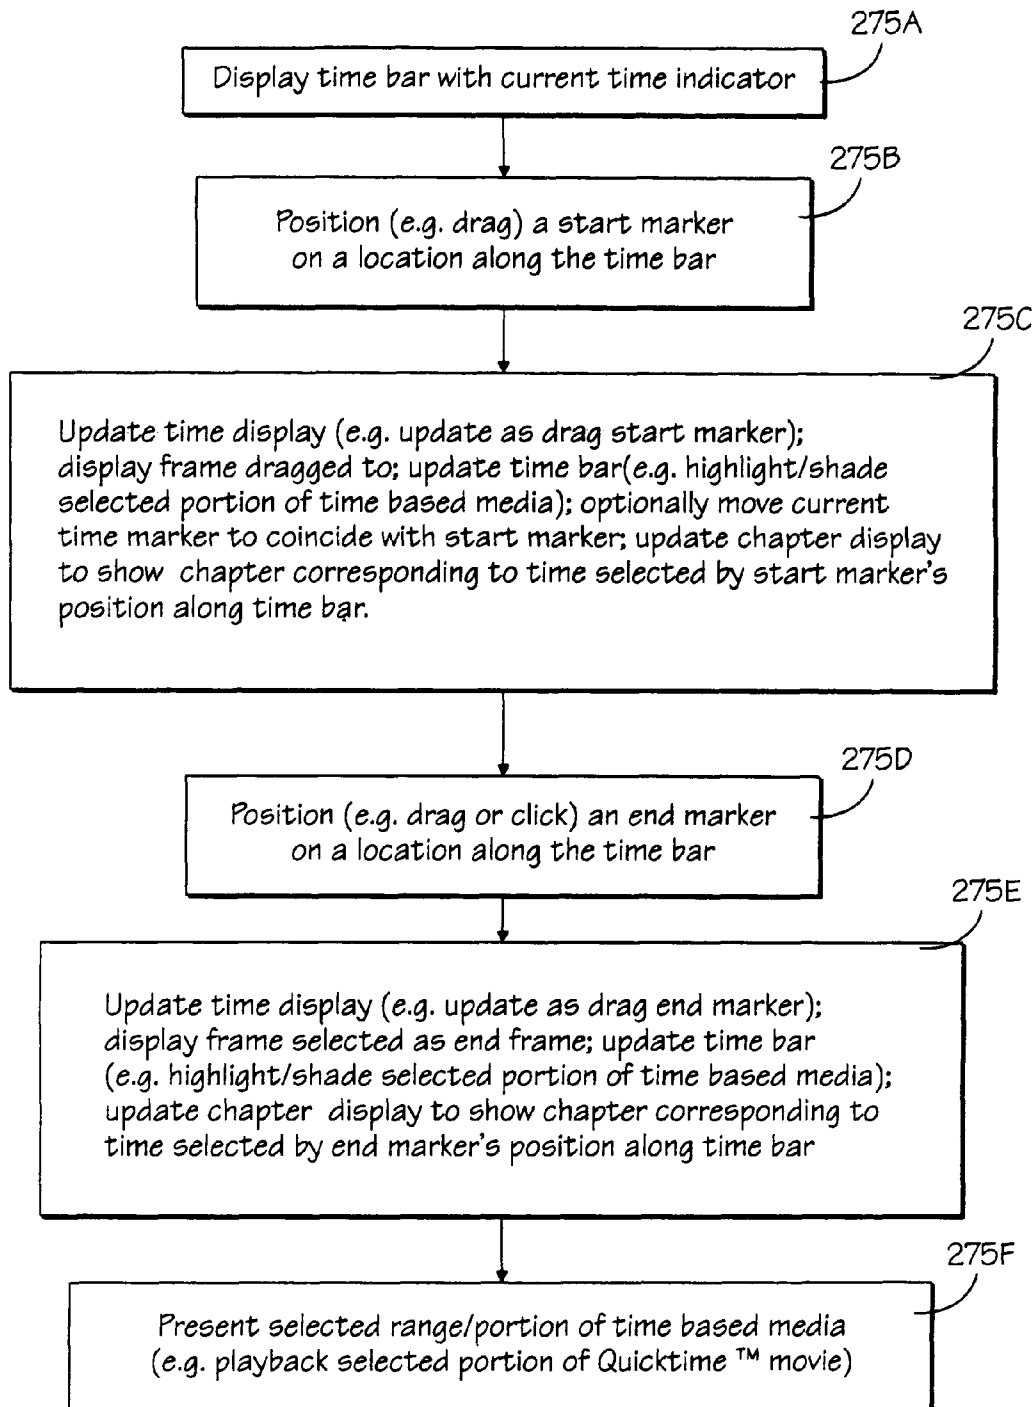 275A
Display time bar with current time indicator
275B
Position (e.g. drag) a start marker
on a location along the time bar
275C
Update time display (e.g. update as drag start marker);
display frame dragged to; update time bar(e.g. highlight/shade
selected portion of time based media); optionally move current
time marker to coincide with start marker; update chapter display
to show chapter corresponding to time selected by start marker's
position along time bar.
275D
Position (e.g. drag or click) an end marker
on a location along the time bar
275E
Update time display (e.g. update as drag end marker);
display frame selected as end frame; update time bar
(e.g. highlight/shade selected portion of time based media);
update chapter display to show chapter corresponding to
time selected by end marker's position along time bar
275F
Present selected range/portion of time based media
(e.g. playback selected portion of Quicktime ™ movie)